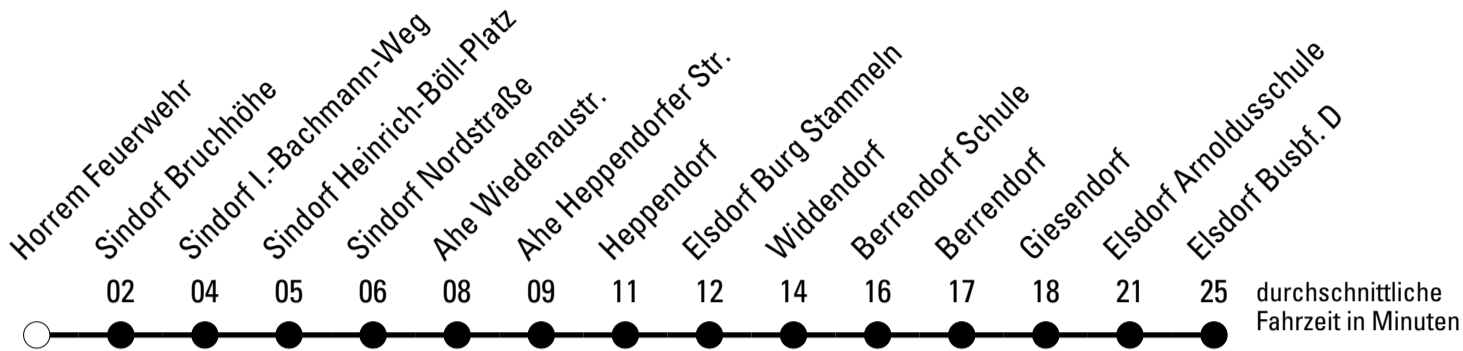 Horrem Feuerwehr
Sindorf Bruchhöhe
Sindorf I.-Bachmann-Weg
Sindorf Heinrich-Böll-Platz
Sindorf Nordstraße
Ahe Wiedenaustr.
Ahe Heppendorfer Str.
Heppendorf
Elsdorf Burg Stammeln
Widdendorf
Berrendorf Schule
Berrendorf
Giesendorf
Elsdorf Arnoldusschule
Elsdorf Busbf. D
02 04 05 06 08 09 11 12 14 16 17 18 21 25
durchschnittliche
Fahrzeit in Minuten